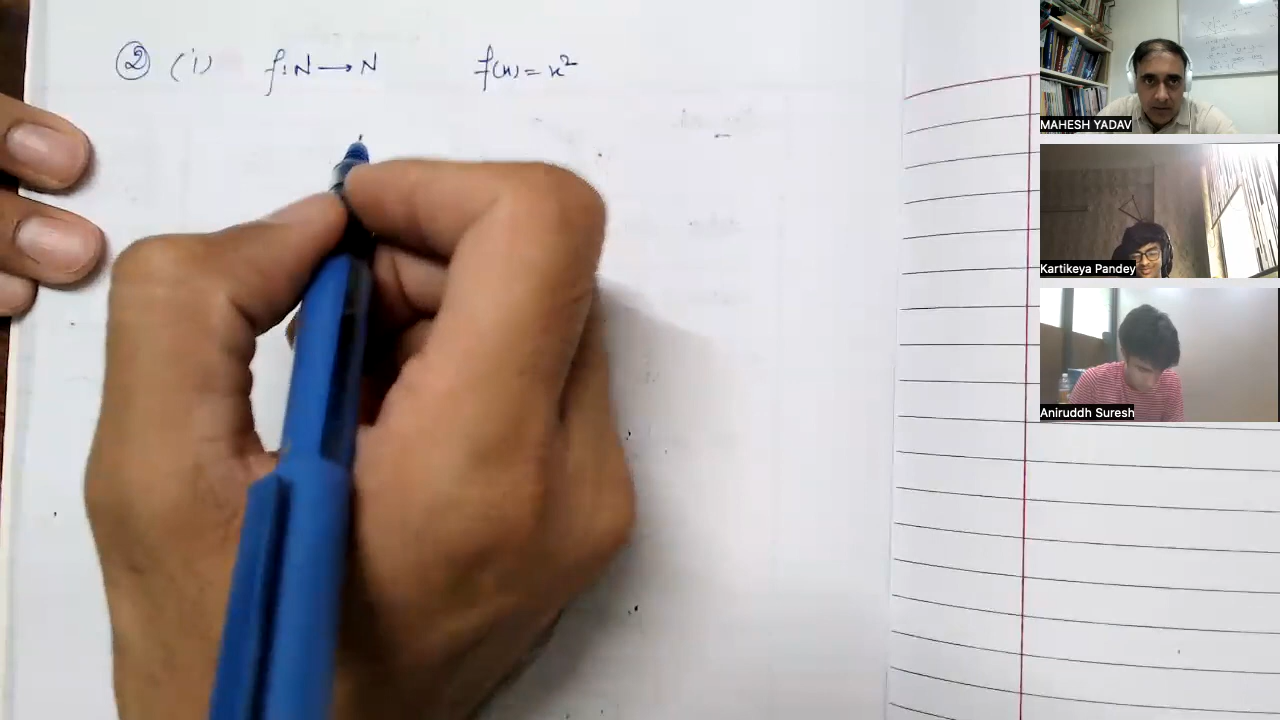 ② (i) f: N → N f(x) = x²
MAHESH YADAV
Kartikeya Pandey
Aniruddh Suresh